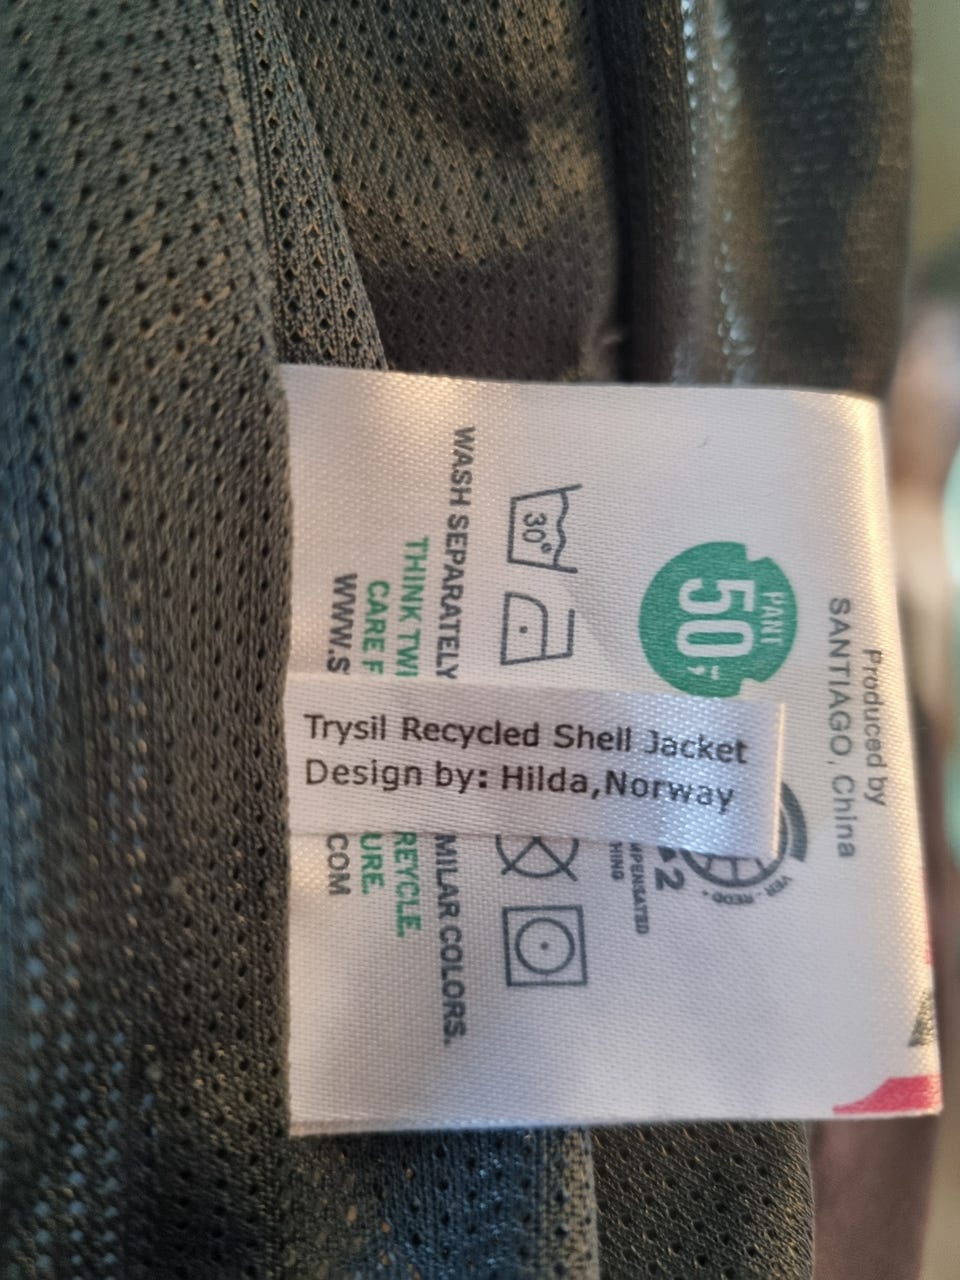 Produced by
SANTIAGO, China
PANT
50
30°
WASH SEPARATELY
MILAR COLORS.
THINK TWI
RECYCLE.
CARE F
URE.
WWW.S
COM
Trysil Recycled Shell Jacket
Design by: Hilda,Norway